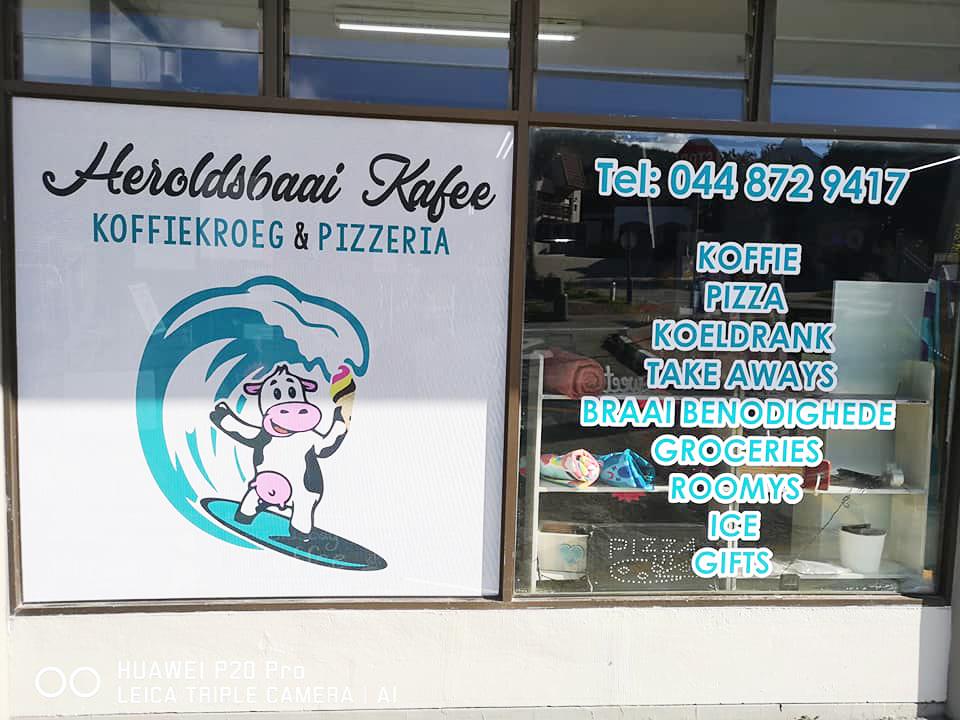 Heroldsbaai Kafee
KOFFIEKROEG & PIZZERIA
Tel: 044 872 9417
KOFFIE
PIZZA
KOELDRANK
TAKE AWAYS
BRAAI BENODIGHEDE
GROCERIES
ROOMYS
ICE
GIFTS
PIZZA
HUAWEI P20 Pro
LEICA TRIPLE CAMERA | AI